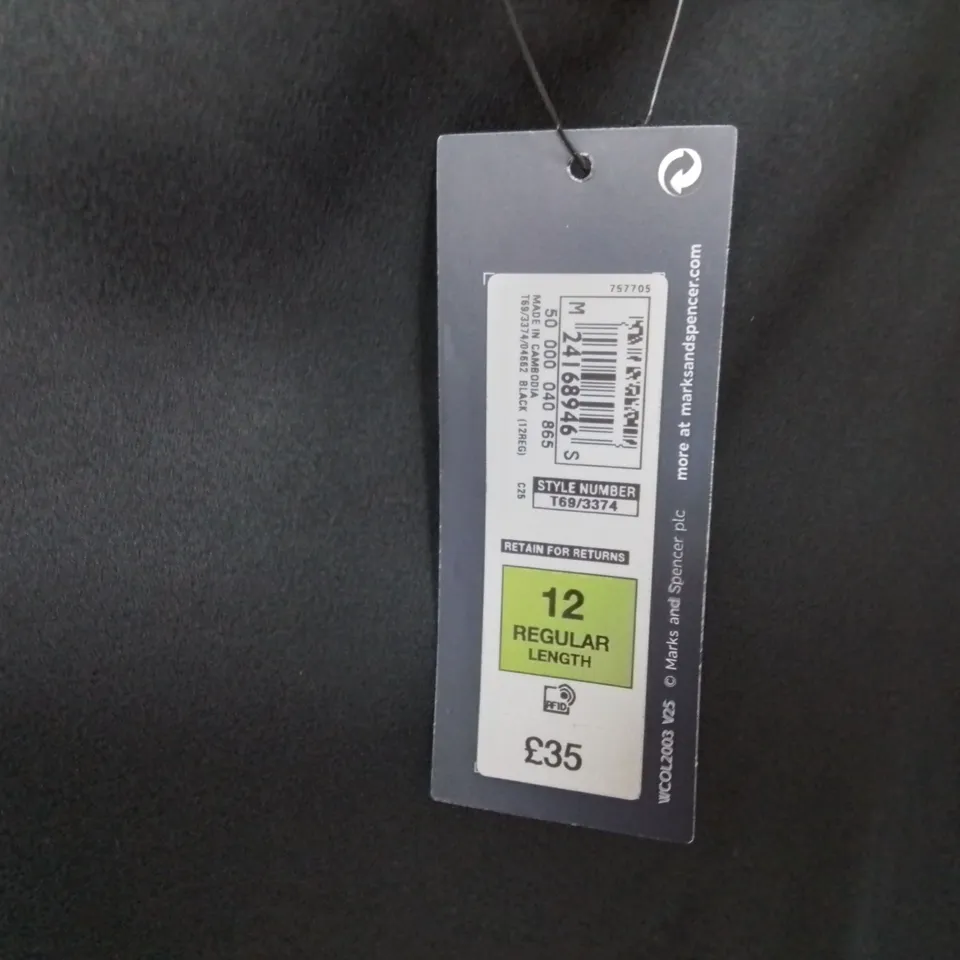 757705
M 24168946 S
50 000 040 865
MADE IN CAMBODIA
T69/3374/04662 BLACK (12REG)
C25
STYLE NUMBER
T69/3374
RETAIN FOR RETURNS
12
REGULAR
LENGTH
RFID
£35
WCOL2003 V25 © Marks and Spencer plc more at marksandspencer.com